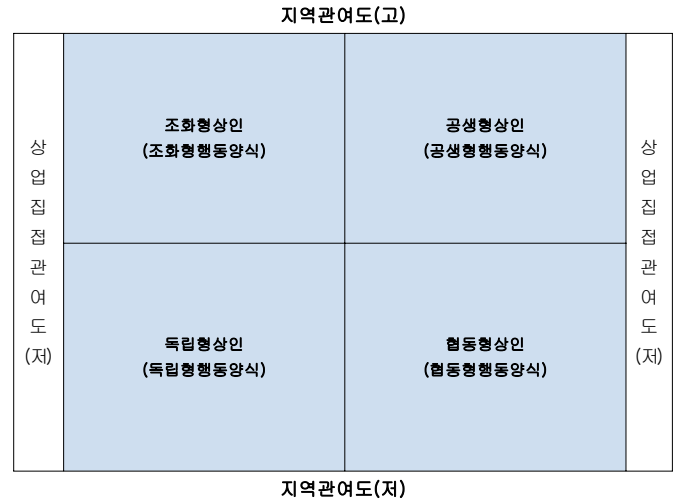 지역관여도(고)
상업집접관여도(저)
조화형상인
(조화형행동양식)
공생형상인
(공생형행동양식)
상업집접관여도(저)
독립형상인
(독립형행동양식)
협동형상인
(협동형행동양식)
지역관여도(저)